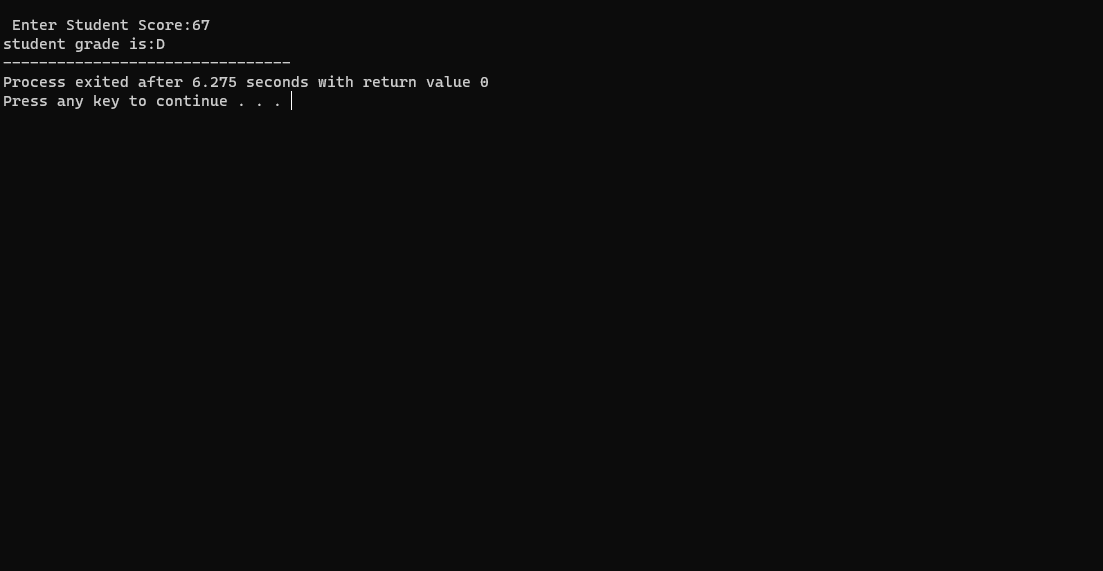 Enter Student Score:67
student grade is:D
--------------------------------
Process exited after 6.275 seconds with return value 0
Press any key to continue . . .